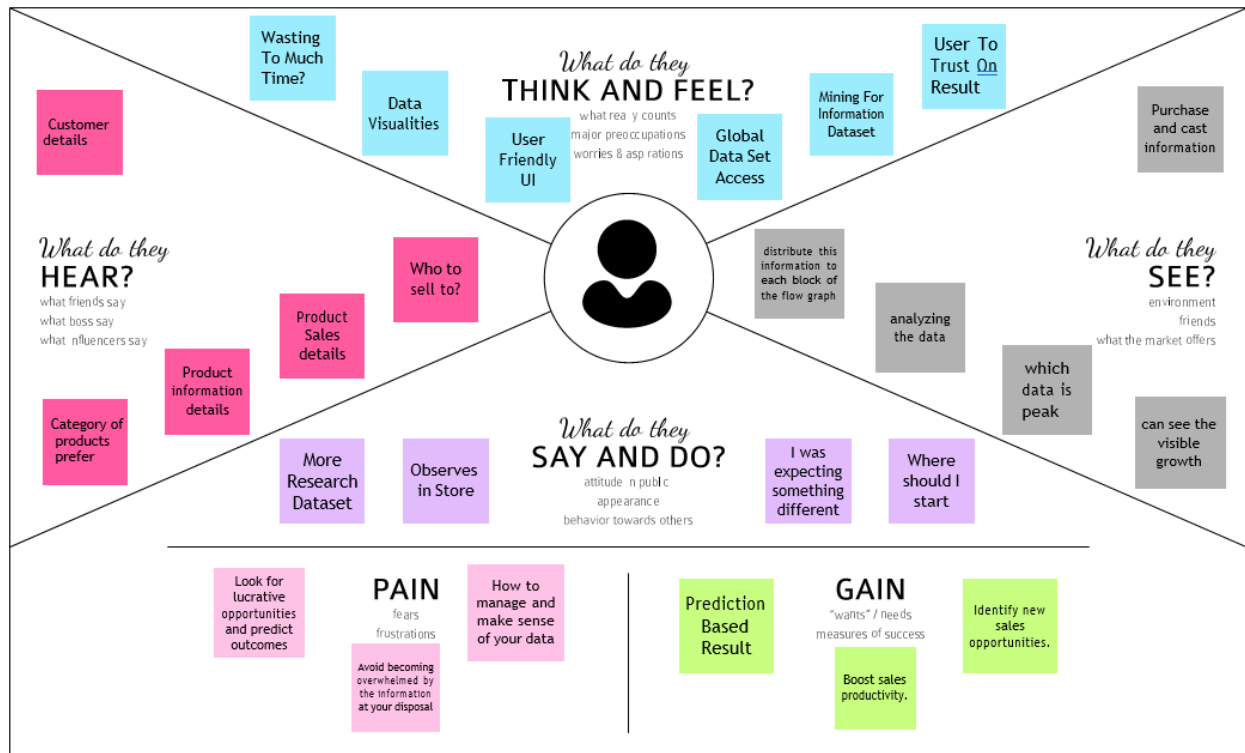 Wasting
To Much
Time?
Data
Visualities
What do they
THINK AND FEEL?
what rea y counts
major preoccupations
worries & asp rations
User
Friendly
UI
Global
Data Set
Access
Mining For
Information
Dataset
User To
Trust On
Result
Customer
details
What do they
HEAR?
what friends say
what boss say
what nfluencers say
Who to
sell to?
Product
Sales
details
Product
information
details
Category of
products
prefer
Purchase
and cast
information
What do they
SEE?
environment
friends
what the market offers
distribute this
information to
each block of
the flow graph
analyzing
the data
which
data is
peak
can see the
visible
growth
What do they
SAY AND DO?
attitude n public
appearance
behavior towards others
More
Research
Dataset
Observes
in Store
I was
expecting
something
different
Where
should I
start
PAIN
fears
frustrations
Look for
lucrative
opportunities
and predict
outcomes
Avoid becoming
overwhelmed by
the information
at your disposal
How to
manage and
make sense
of your data
GAIN
"wants" / needs
measures of success
Prediction
Based
Result
Boost sales
productivity.
Identify new
sales
opportunities.